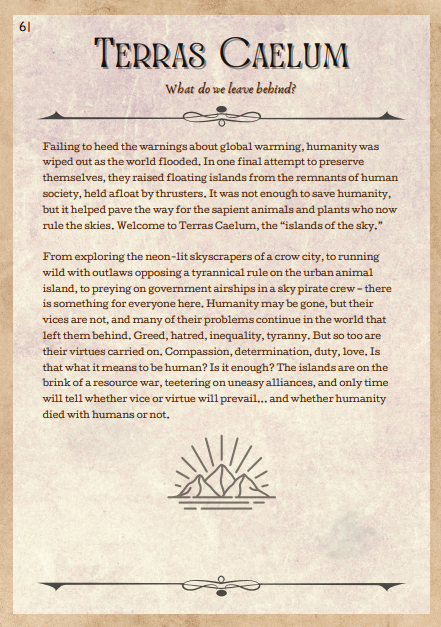 61
Terras Caelum
What do we leave behind?
Failing to heed the warnings about global warming, humanity was
wiped out as the world flooded. In one final attempt to preserve
themselves, they raised floating islands from the remnants of human
society, held afloat by thrusters. It was not enough to save humanity,
but it helped pave the way for the sapient animals and plants who now
rule the skies. Welcome to Terras Caelum, the “islands of the sky.”
From exploring the neon-lit skyscrapers of a crow city, to running
wild with outlaws opposing a tyrannical rule on the urban animal
island, to preying on government airships in a sky pirate crew – there
is something for everyone here. Humanity may be gone, but their
vices are not, and many of their problems continue in the world that
left them behind. Greed, hatred, inequality, tyranny. But so too are
their virtues carried on. Compassion, determination, duty, love. Is
that what it means to be human? Is it enough? The islands are on the
brink of a resource war, teetering on uneasy alliances, and only time
will tell whether vice or virtue will prevail... and whether humanity
died with humans or not.